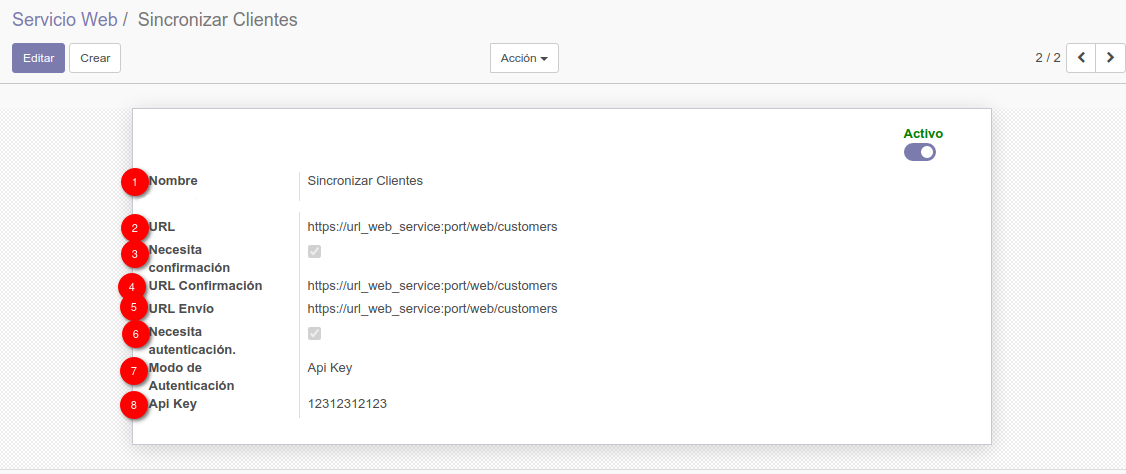 Servicio Web / Sincronizar Clientes
Editar Crear Acción 2 / 2
Activo
1 Nombre Sincronizar Clientes
2 URL https://url_web_service:port/web/customers
3 Necesita
confirmación
4 URL Confirmación https://url_web_service:port/web/customers
5 URL Envío https://url_web_service:port/web/customers
6 Necesita
autenticación.
7 Modo de Api Key
Autenticación
8 Api Key 12312312123